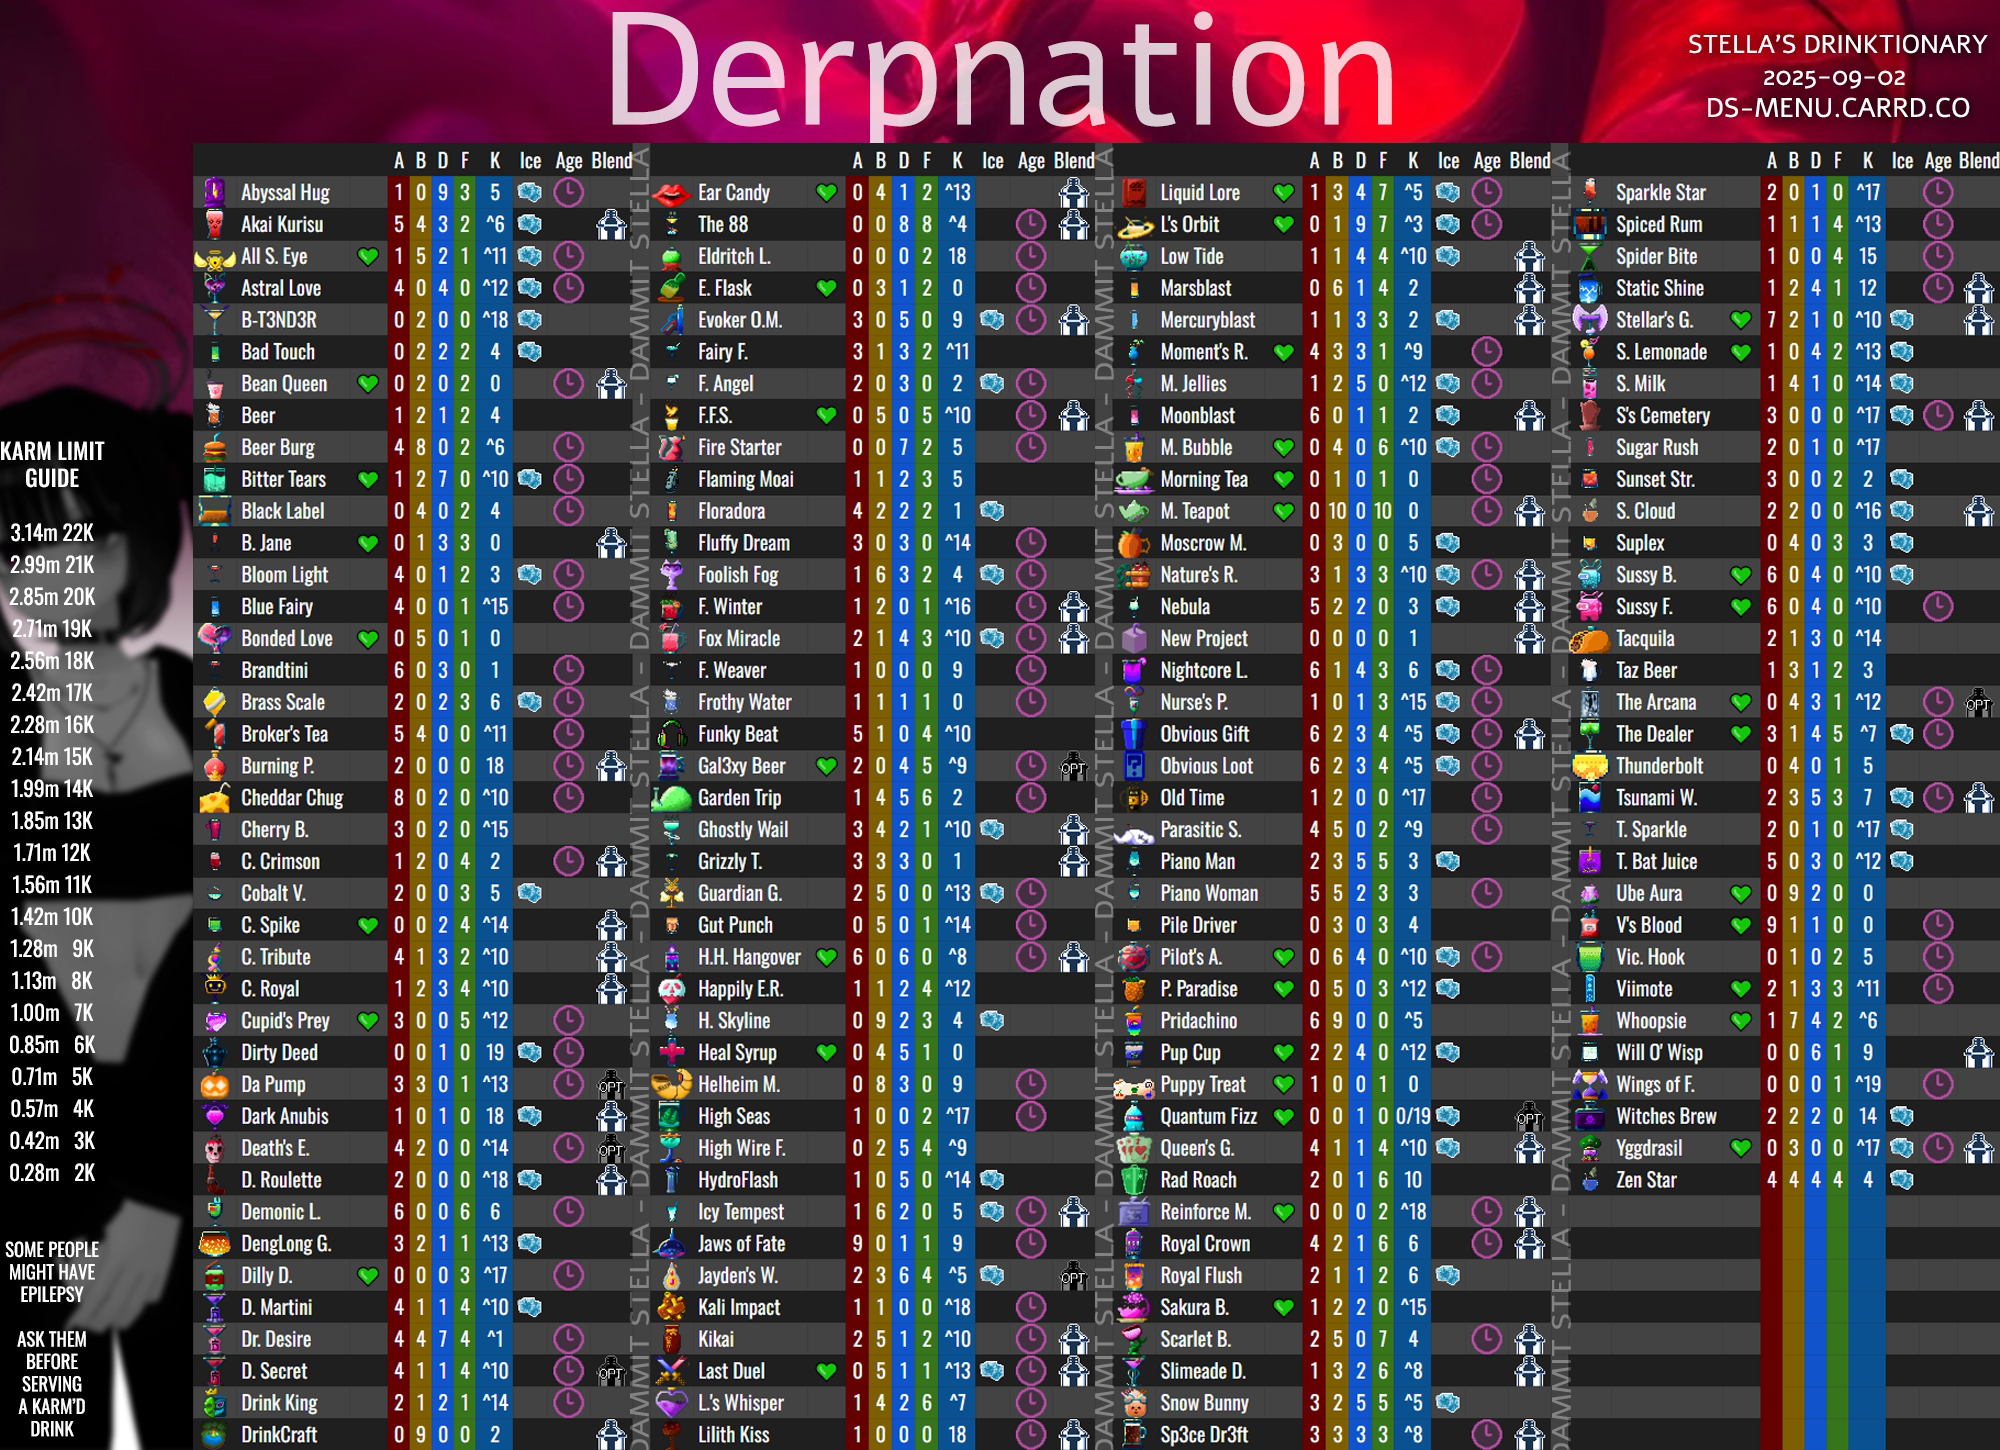 Derpnation
STELLA'S DRINKTIONARY
2025-09-02
DS-MENU.CARRD.CO
KARM LIMIT
GUIDE
3.14m 22K
2.99m 21K
2.85m 20K
2.71m 19K
2.56m 18K
2.42m 17K
2.28m 16K
2.14m 15K
1.99m 14K
1.85m 13K
1.71m 12K
1.56m 11K
1.42m 10K
1.28m 9K
1.13m 8K
1.00m 7K
0.85m 6K
0.71m 5K
0.57m 4K
0.42m 3K
0.28m 2K
SOME PEOPLE
MIGHT HAVE
EPILEPSY
ASK THEM
BEFORE
SERVING
A KARM'D
DRINK
A B D F K Ice Age Blend
Abyssal Hug 1 0 9 3 5
Akai Kurisu 5 4 3 2 ^6
All S. Eye 1 5 2 1 ^11
Astral Love 4 0 4 0 ^12
B-T3ND3R 0 2 0 0 ^18
Bad Touch 0 2 2 2 4
Bean Queen 0 2 0 2 0
Beer 1 2 1 2 4
Beer Burg 4 8 0 2 ^6
Bitter Tears 1 2 7 0 ^10
Black Label 0 4 0 2 4
B. Jane 0 1 3 3 0
Bloom Light 4 0 1 2 3
Blue Fairy 4 0 0 1 ^15
Bonded Love 0 5 0 1 0
Brandtini 6 0 3 0 1
Brass Scale 2 0 2 3 6
Broker's Tea 5 4 0 0 ^11
Burning P. 2 0 0 0 18
Cheddar Chug 8 0 2 0 ^10
Cherry B. 3 0 2 0 ^15
C. Crimson 1 2 0 4 2
Cobalt V. 2 0 0 3 5
C. Spike 0 0 2 4 ^14
C. Tribute 4 1 3 2 ^10
C. Royal 1 2 3 4 ^10
Cupid's Prey 3 0 0 5 ^12
Dirty Deed 0 0 1 0 19
Da Pump 3 3 0 1 ^13 OPT
Dark Anubis 1 0 1 0 18
Death's E. 4 2 0 0 ^14 OPT
D. Roulette 2 0 0 0 ^18
Demonic L. 6 0 0 6 6
DengLong G. 3 2 1 1 ^13
Dilly D. 0 0 0 3 ^17
D. Martini 4 1 1 4 ^10
Dr. Desire 4 4 7 4 ^1
D. Secret 4 1 1 4 ^10 OPT
Drink King 2 1 2 1 ^14
DrinkCraft 0 9 0 0 2
DAMMIT STELLA - DAMMIT STELLA - DAMMIT STELLA - DAMMIT STELLA
A B D F K Ice Age Blend
Ear Candy 0 4 1 2 ^13
The 88 0 0 8 8 ^4
Eldritch L. 0 0 0 2 18
E. Flask 0 3 1 2 0
Evoker O.M. 3 0 5 0 9
Fairy F. 3 1 3 2 ^11
F. Angel 2 0 3 0 2
F.F.S. 0 5 0 5 ^10
Fire Starter 0 0 7 2 5
Flaming Moai 1 1 2 3 5
Floradora 4 2 2 2 1
Fluffy Dream 3 0 3 0 ^14
Foolish Fog 1 6 3 2 4
F. Winter 1 2 0 1 ^16
Fox Miracle 2 1 4 3 ^10
F. Weaver 1 0 0 0 9
Frothy Water 1 1 1 1 0
Funky Beat 5 1 0 4 ^10
Gal3xy Beer 2 0 4 5 ^9 OPT
Garden Trip 1 4 5 6 2
Ghostly Wail 3 4 2 1 ^10
Grizzly T. 3 3 3 0 1
Guardian G. 2 5 0 0 ^13
Gut Punch 0 5 0 1 ^14
H.H. Hangover 6 0 6 0 ^8
Happily E.R. 1 1 2 4 ^12
H. Skyline 0 9 2 3 4
Heal Syrup 0 4 5 1 0
Helheim M. 0 8 3 0 9
High Seas 1 0 0 2 ^17
High Wire F. 0 2 5 4 ^9
HydroFlash 1 0 5 0 ^14
Icy Tempest 1 6 2 0 5
Jaws of Fate 9 0 1 1 9
Jayden's W. 2 3 6 4 ^5 OPT
Kali Impact 1 1 0 0 ^18
Kikai 2 5 1 2 ^10
Last Duel 0 5 1 1 ^13
L.'s Whisper 1 4 2 6 ^7
Lilith Kiss 1 0 0 0 18
DAMMIT STELLA - DAMMIT STELLA - DAMMIT STELLA - DAMMIT STELLA
A B D F K Ice Age Blend
Liquid Lore 1 3 4 7 ^5
L's Orbit 0 1 9 7 ^3
Low Tide 1 1 4 4 ^10
Marsblast 0 6 1 4 2
Mercuryblast 1 1 3 3 2
Moment's R. 4 3 3 1 ^9
M. Jellies 1 2 5 0 ^12
Moonblast 6 0 1 1 2
M. Bubble 0 4 0 6 ^10
Morning Tea 0 1 0 1 0
M. Teapot 0 10 0 10 0
Moscrow M. 0 3 0 0 5
Nature's R. 3 1 3 3 ^10
Nebula 5 2 2 0 3
New Project 0 0 0 0 1
Nightcore L. 6 1 4 3 6
Nurse's P. 1 0 1 3 ^15
Obvious Gift 6 2 3 4 ^5
Obvious Loot 6 2 3 4 ^5
Old Time 1 2 0 0 ^17
Parasitic S. 4 5 0 2 ^9
Piano Man 2 3 5 5 3
Piano Woman 5 5 2 3 3
Pile Driver 0 3 0 3 4
Pilot's A. 0 6 4 0 ^10
P. Paradise 0 5 0 3 ^12
Pridachino 6 9 0 0 ^5
Pup Cup 2 2 4 0 ^12
Puppy Treat 1 0 0 1 0
Quantum Fizz 0 0 1 0 0/19 OPT
Queen's G. 4 1 1 4 ^10
Rad Roach 2 0 1 6 10
Reinforce M. 0 0 0 2 ^18
Royal Crown 4 2 1 6 6
Royal Flush 2 1 1 2 6
Sakura B. 1 2 2 0 ^15
Scarlet B. 2 5 0 7 4
Slimeade D. 1 3 2 6 ^8
Snow Bunny 3 2 5 5 ^5
Sp3ce Dr3ft 3 3 3 3 ^8
DAMMIT STELLA - DAMMIT STELLA - DAMMIT STELLA - DAMMIT STELLA
A B D F K Ice Age Blend
Sparkle Star 2 0 1 0 ^17
Spiced Rum 1 1 1 4 ^13
Spider Bite 1 0 0 4 15
Static Shine 1 2 4 1 12
Stellar's G. 7 2 1 0 ^10
S. Lemonade 1 0 4 2 ^13
S. Milk 1 4 1 0 ^14
S's Cemetery 3 0 0 0 ^17
Sugar Rush 2 0 1 0 ^17
Sunset Str. 3 0 0 2 2
S. Cloud 2 2 0 0 ^16
Suplex 0 4 0 3 3
Sussy B. 6 0 4 0 ^10
Sussy F. 6 0 4 0 ^10
Tacquila 2 1 3 0 ^14
Taz Beer 1 3 1 2 3
The Arcana 0 4 3 1 ^12 OPT
The Dealer 3 1 4 5 ^7
Thunderbolt 0 4 0 1 5
Tsunami W. 2 3 5 3 7
T. Sparkle 2 0 1 0 ^17
T. Bat Juice 5 0 3 0 ^12
Ube Aura 0 9 2 0 0
V's Blood 9 1 1 0 0
Vic. Hook 0 1 0 2 5
Viimote 2 1 3 3 ^11
Whoopsie 1 7 4 2 ^6
Will O' Wisp 0 0 6 1 9
Wings of F. 0 0 0 1 ^19
Witches Brew 2 2 2 0 14
Yggdrasil 0 3 0 0 ^17
Zen Star 4 4 4 4 4